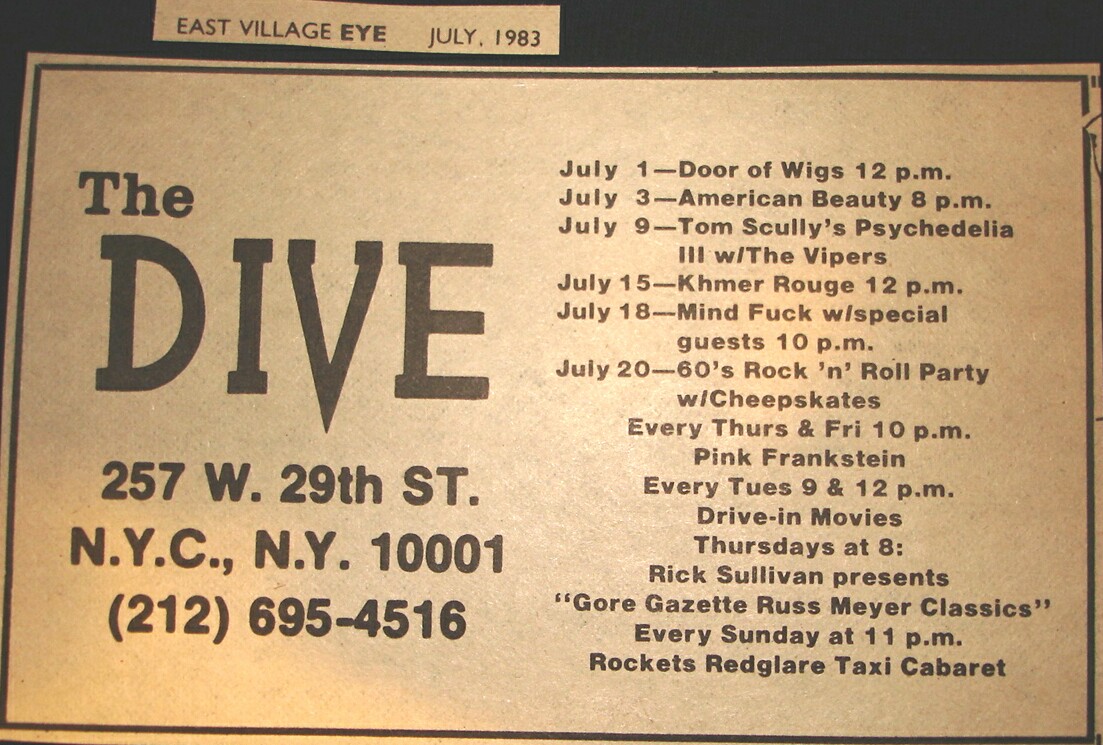 EAST VILLAGE EYE JULY, 1983
The
DIVE
257 W. 29th ST.
N.Y.C., N.Y. 10001
(212) 695-4516
July 1—Door of Wigs 12 p.m.
July 3—American Beauty 8 p.m.
July 9—Tom Scully's Psychedelia
III w/The Vipers
July 15—Khmer Rouge 12 p.m.
July 18—Mind Fuck w/special
guests 10 p.m.
July 20—60's Rock 'n' Roll Party
w/Cheepskates
Every Thurs & Fri 10 p.m.
Pink Frankstein
Every Tues 9 & 12 p.m.
Drive-in Movies
Thursdays at 8:
Rick Sullivan presents
"Gore Gazette Russ Meyer Classics"
Every Sunday at 11 p.m.
Rockets Redglare Taxi Cabaret